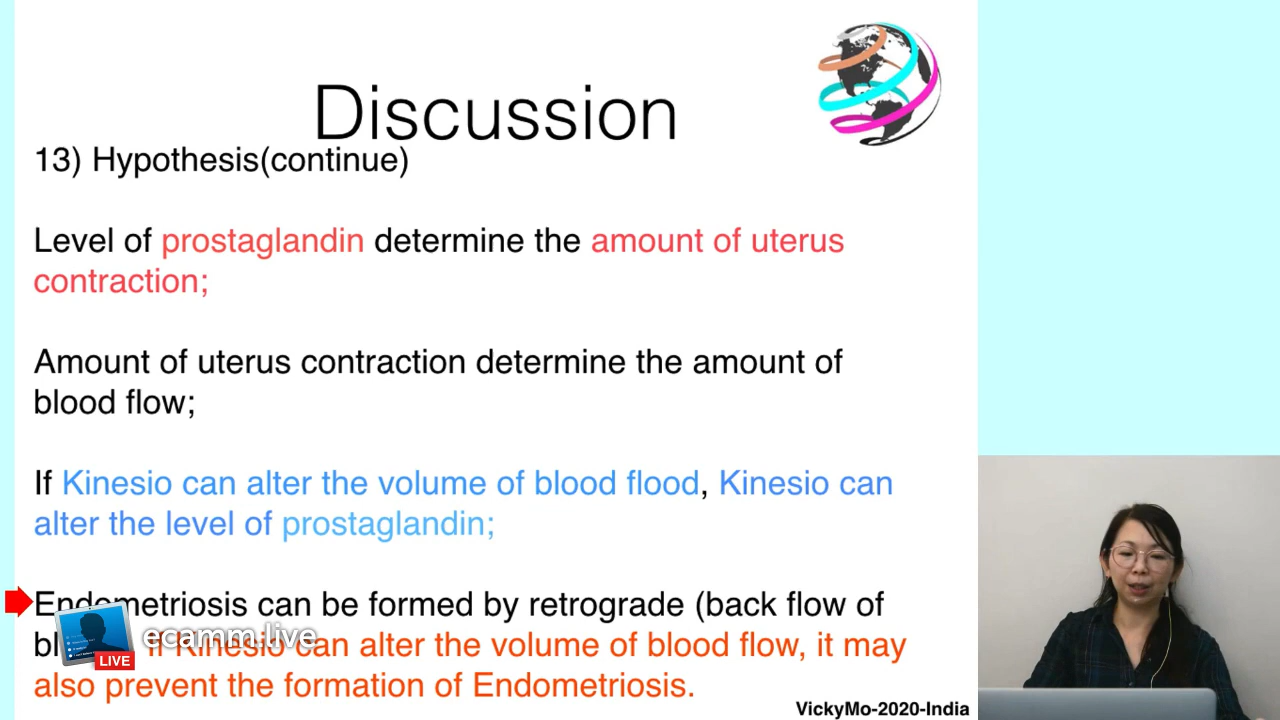 Discussion
13) Hypothesis(continue)
Level of prostaglandin determine the amount of uterus
contraction;
Amount of uterus contraction determine the amount of
blood flow;
If Kinesio can alter the volume of blood flood, Kinesio can
alter the level of prostaglandin;
Endometriosis can be formed by retrograde (back flow of
Kinesio can alter the volume of blood flow, it may
also prevent the formation of Endometriosis.
ecamm.live
LIVE
VickyMo-2020-India